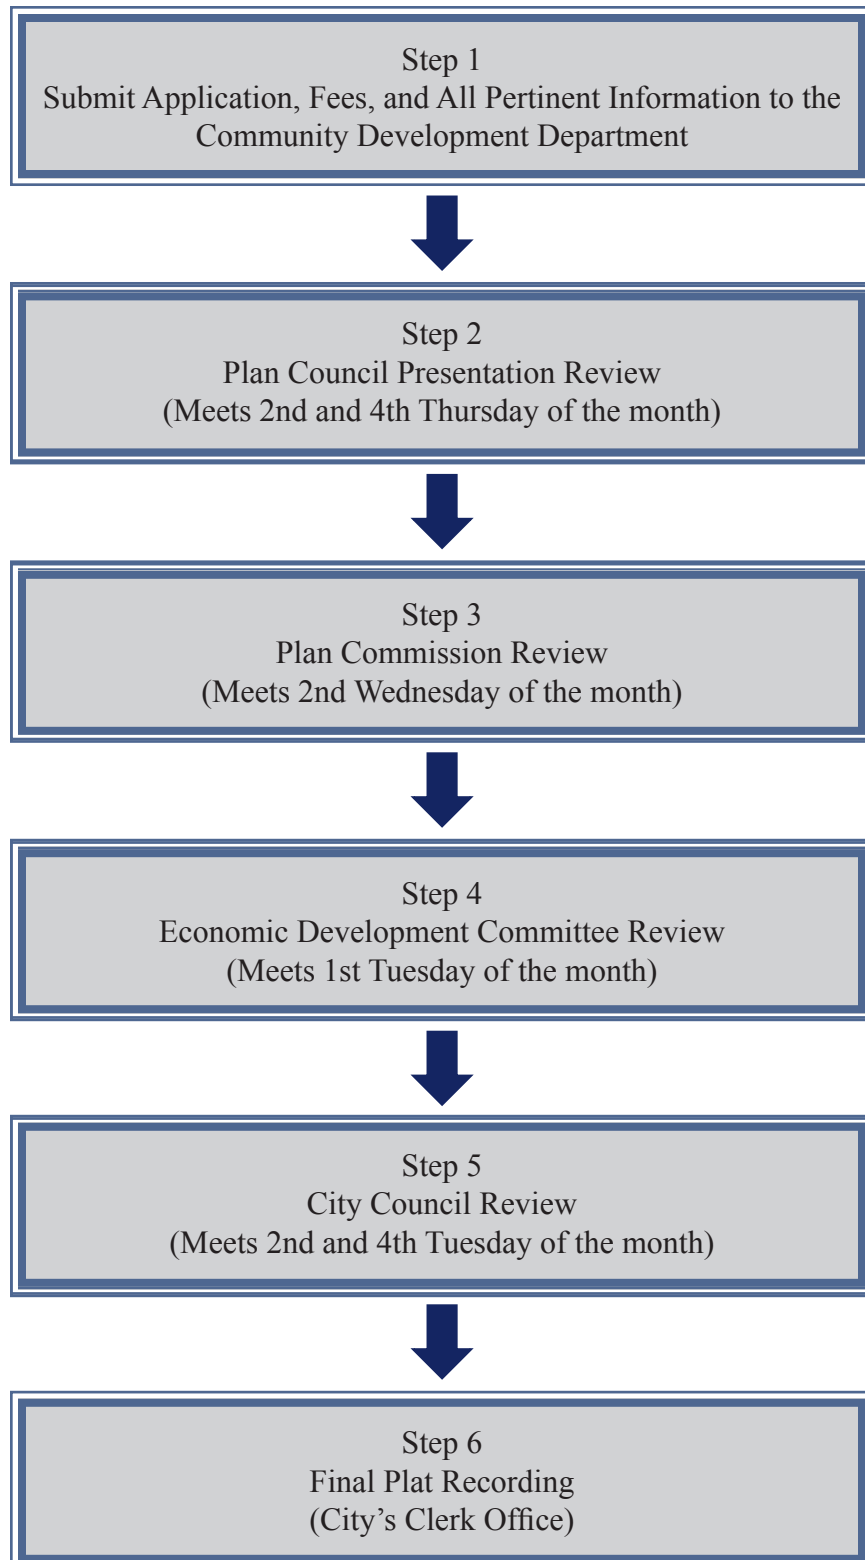 Step 1
Submit Application, Fees, and All Pertinent Information to the
Community Development Department
Step 2
Plan Council Presentation Review
(Meets 2nd and 4th Thursday of the month)
Step 3
Plan Commission Review
(Meets 2nd Wednesday of the month)
Step 4
Economic Development Committee Review
(Meets 1st Tuesday of the month)
Step 5
City Council Review
(Meets 2nd and 4th Tuesday of the month)
Step 6
Final Plat Recording
(City’s Clerk Office)